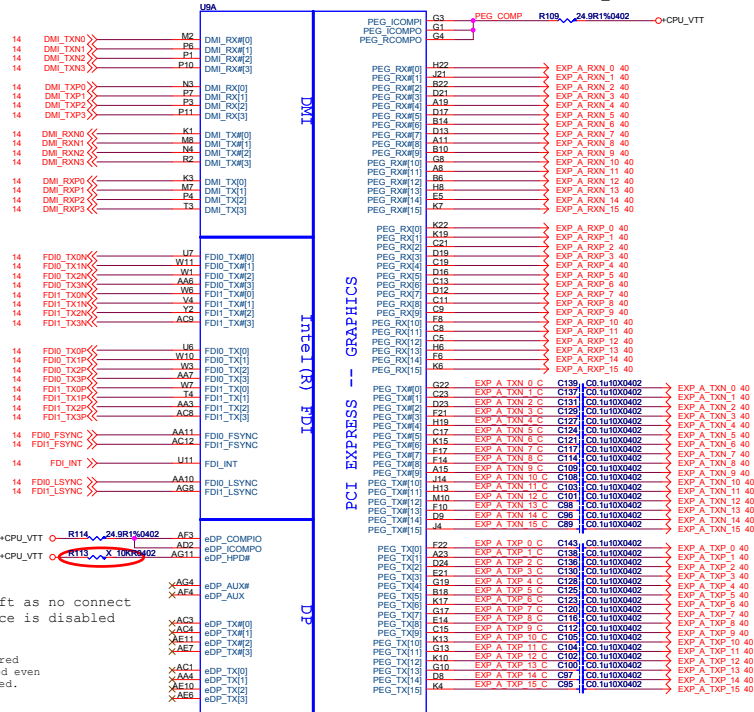 U9A
PEG_ICOMPI G3 PEG_COMP R109 24.9R1%0402 +CPU_VTT
PEG_ICOMPO G1
PEG_RCOMPO G4
14 DMI_TXN0 M2 DMI_RX#[0]
14 DMI_TXN1 P6 DMI_RX#[1]
14 DMI_TXN2 P1 DMI_RX#[2]
14 DMI_TXN3 P10 DMI_RX#[3]
14 DMI_TXP0 N3 DMI_RX[0]
14 DMI_TXP1 P7 DMI_RX[1]
14 DMI_TXP2 P3 DMI_RX[2]
14 DMI_TXP3 P11 DMI_RX[3]
14 DMI_RXN0 K1 DMI_TX#[0]
14 DMI_RXN1 M8 DMI_TX#[1]
14 DMI_RXN2 N4 DMI_TX#[2]
14 DMI_RXN3 R2 DMI_TX#[3]
14 DMI_RXP0 K3 DMI_TX[0]
14 DMI_RXP1 M7 DMI_TX[1]
14 DMI_RXP2 P4 DMI_TX[2]
14 DMI_RXP3 T3 DMI_TX[3]
DMI
14 FDI0_TX0N U7 FDI0_TX#[0]
14 FDI0_TX1N W11 FDI0_TX#[1]
14 FDI0_TX2N W1 FDI0_TX#[2]
14 FDI0_TX3N AA6 FDI0_TX#[3]
14 FDI1_TX0N W6 FDI1_TX#[0]
14 FDI1_TX1N V4 FDI1_TX#[1]
14 FDI1_TX2N Y2 FDI1_TX#[2]
14 FDI1_TX3N AC9 FDI1_TX#[3]
14 FDI0_TX0P U6 FDI0_TX[0]
14 FDI0_TX1P W10 FDI0_TX[1]
14 FDI0_TX2P W3 FDI0_TX[2]
14 FDI0_TX3P AA7 FDI0_TX[3]
14 FDI1_TX0P W7 FDI1_TX[0]
14 FDI1_TX1P T4 FDI1_TX[1]
14 FDI1_TX2P AA3 FDI1_TX[2]
14 FDI1_TX3P AC8 FDI1_TX[3]
14 FDI0_FSYNC AA11 FDI0_FSYNC
14 FDI1_FSYNC AC12 FDI1_FSYNC
14 FDI_INT U11 FDI_INT
14 FDI0_LSYNC AA10 FDI0_LSYNC
14 FDI1_LSYNC AG8 FDI1_LSYNC
Intel(R) FDI
+CPU_VTT R114 24.9R1%0402 AF3 eDP_COMPIO
AD2 eDP_ICOMPO
+CPU_VTT R113 X_10KR0402 AG11 eDP_HPD#
AG4 eDP_AUX#
AF4 eDP_AUX
AC3 eDP_TX#[0]
AC4 eDP_TX#[1]
AE11 eDP_TX#[2]
AE7 eDP_TX#[3]
AC1 eDP_TX[0]
AA4 eDP_TX[1]
AE10 eDP_TX[2]
AE6 eDP_TX[3]
DP
ft as no connect
ce is disabled
red
ed even
ed.
PCI EXPRESS -- GRAPHICS
PEG_RX#[0] H22 EXP_A_RXN_0 40
PEG_RX#[1] J21 EXP_A_RXN_1 40
PEG_RX#[2] B22 EXP_A_RXN_2 40
PEG_RX#[3] D21 EXP_A_RXN_3 40
PEG_RX#[4] A19 EXP_A_RXN_4 40
PEG_RX#[5] D17 EXP_A_RXN_5 40
PEG_RX#[6] B14 EXP_A_RXN_6 40
PEG_RX#[7] D13 EXP_A_RXN_7 40
PEG_RX#[8] A11 EXP_A_RXN_8 40
PEG_RX#[9] B10 EXP_A_RXN_9 40
PEG_RX#[10] G8 EXP_A_RXN_10 40
PEG_RX#[11] A8 EXP_A_RXN_11 40
PEG_RX#[12] B6 EXP_A_RXN_12 40
PEG_RX#[13] H8 EXP_A_RXN_13 40
PEG_RX#[14] E5 EXP_A_RXN_14 40
PEG_RX#[15] K7 EXP_A_RXN_15 40
PEG_RX[0] K22 EXP_A_RXP_0 40
PEG_RX[1] K19 EXP_A_RXP_1 40
PEG_RX[2] C21 EXP_A_RXP_2 40
PEG_RX[3] D19 EXP_A_RXP_3 40
PEG_RX[4] C19 EXP_A_RXP_4 40
PEG_RX[5] D16 EXP_A_RXP_5 40
PEG_RX[6] C13 EXP_A_RXP_6 40
PEG_RX[7] D12 EXP_A_RXP_7 40
PEG_RX[8] C11 EXP_A_RXP_8 40
PEG_RX[9] C9 EXP_A_RXP_9 40
PEG_RX[10] F8 EXP_A_RXP_10 40
PEG_RX[11] C8 EXP_A_RXP_11 40
PEG_RX[12] C5 EXP_A_RXP_12 40
PEG_RX[13] H6 EXP_A_RXP_13 40
PEG_RX[14] F6 EXP_A_RXP_14 40
PEG_RX[15] K6 EXP_A_RXP_15 40
PEG_TX#[0] G22 EXP_A_TXN_0_C C139 C0.1u10X0402 EXP_A_TXN_0 40
PEG_TX#[1] C23 EXP_A_TXN_1_C C137 C0.1u10X0402 EXP_A_TXN_1 40
PEG_TX#[2] D23 EXP_A_TXN_2_C C131 C0.1u10X0402 EXP_A_TXN_2 40
PEG_TX#[3] F21 EXP_A_TXN_3_C C129 C0.1u10X0402 EXP_A_TXN_3 40
PEG_TX#[4] H19 EXP_A_TXN_4_C C127 C0.1u10X0402 EXP_A_TXN_4 40
PEG_TX#[5] C17 EXP_A_TXN_5_C C124 C0.1u10X0402 EXP_A_TXN_5 40
PEG_TX#[6] K15 EXP_A_TXN_6_C C121 C0.1u10X0402 EXP_A_TXN_6 40
PEG_TX#[7] F17 EXP_A_TXN_7_C C117 C0.1u10X0402 EXP_A_TXN_7 40
PEG_TX#[8] F14 EXP_A_TXN_8_C C114 C0.1u10X0402 EXP_A_TXN_8 40
PEG_TX#[9] A15 EXP_A_TXN_9_C C109 C0.1u10X0402 EXP_A_TXN_9 40
PEG_TX#[10] J14 EXP_A_TXN_10_C C108 C0.1u10X0402 EXP_A_TXN_10 40
PEG_TX#[11] H13 EXP_A_TXN_11_C C103 C0.1u10X0402 EXP_A_TXN_11 40
PEG_TX#[12] M10 EXP_A_TXN_12_C C101 C0.1u10X0402 EXP_A_TXN_12 40
PEG_TX#[13] F10 EXP_A_TXN_13_C C98 C0.1u10X0402 EXP_A_TXN_13 40
PEG_TX#[14] D9 EXP_A_TXN_14_C C96 C0.1u10X0402 EXP_A_TXN_14 40
PEG_TX#[15] J4 EXP_A_TXN_15_C C89 C0.1u10X0402 EXP_A_TXN_15 40
PEG_TX[0] F22 EXP_A_TXP_0_C C143 C0.1u10X0402 EXP_A_TXP_0 40
PEG_TX[1] A23 EXP_A_TXP_1_C C138 C0.1u10X0402 EXP_A_TXP_1 40
PEG_TX[2] D24 EXP_A_TXP_2_C C136 C0.1u10X0402 EXP_A_TXP_2 40
PEG_TX[3] E21 EXP_A_TXP_3_C C130 C0.1u10X0402 EXP_A_TXP_3 40
PEG_TX[4] G19 EXP_A_TXP_4_C C128 C0.1u10X0402 EXP_A_TXP_4 40
PEG_TX[5] B18 EXP_A_TXP_5_C C125 C0.1u10X0402 EXP_A_TXP_5 40
PEG_TX[6] K17 EXP_A_TXP_6_C C123 C0.1u10X0402 EXP_A_TXP_6 40
PEG_TX[7] G17 EXP_A_TXP_7_C C120 C0.1u10X0402 EXP_A_TXP_7 40
PEG_TX[8] E14 EXP_A_TXP_8_C C116 C0.1u10X0402 EXP_A_TXP_8 40
PEG_TX[9] C15 EXP_A_TXP_9_C C112 C0.1u10X0402 EXP_A_TXP_9 40
PEG_TX[10] K13 EXP_A_TXP_10_C C105 C0.1u10X0402 EXP_A_TXP_10 40
PEG_TX[11] G13 EXP_A_TXP_11_C C104 C0.1u10X0402 EXP_A_TXP_11 40
PEG_TX[12] K10 EXP_A_TXP_12_C C102 C0.1u10X0402 EXP_A_TXP_12 40
PEG_TX[13] G10 EXP_A_TXP_13_C C100 C0.1u10X0402 EXP_A_TXP_13 40
PEG_TX[14] D8 EXP_A_TXP_14_C C97 C0.1u10X0402 EXP_A_TXP_14 40
PEG_TX[15] K4 EXP_A_TXP_15_C C95 C0.1u10X0402 EXP_A_TXP_15 40